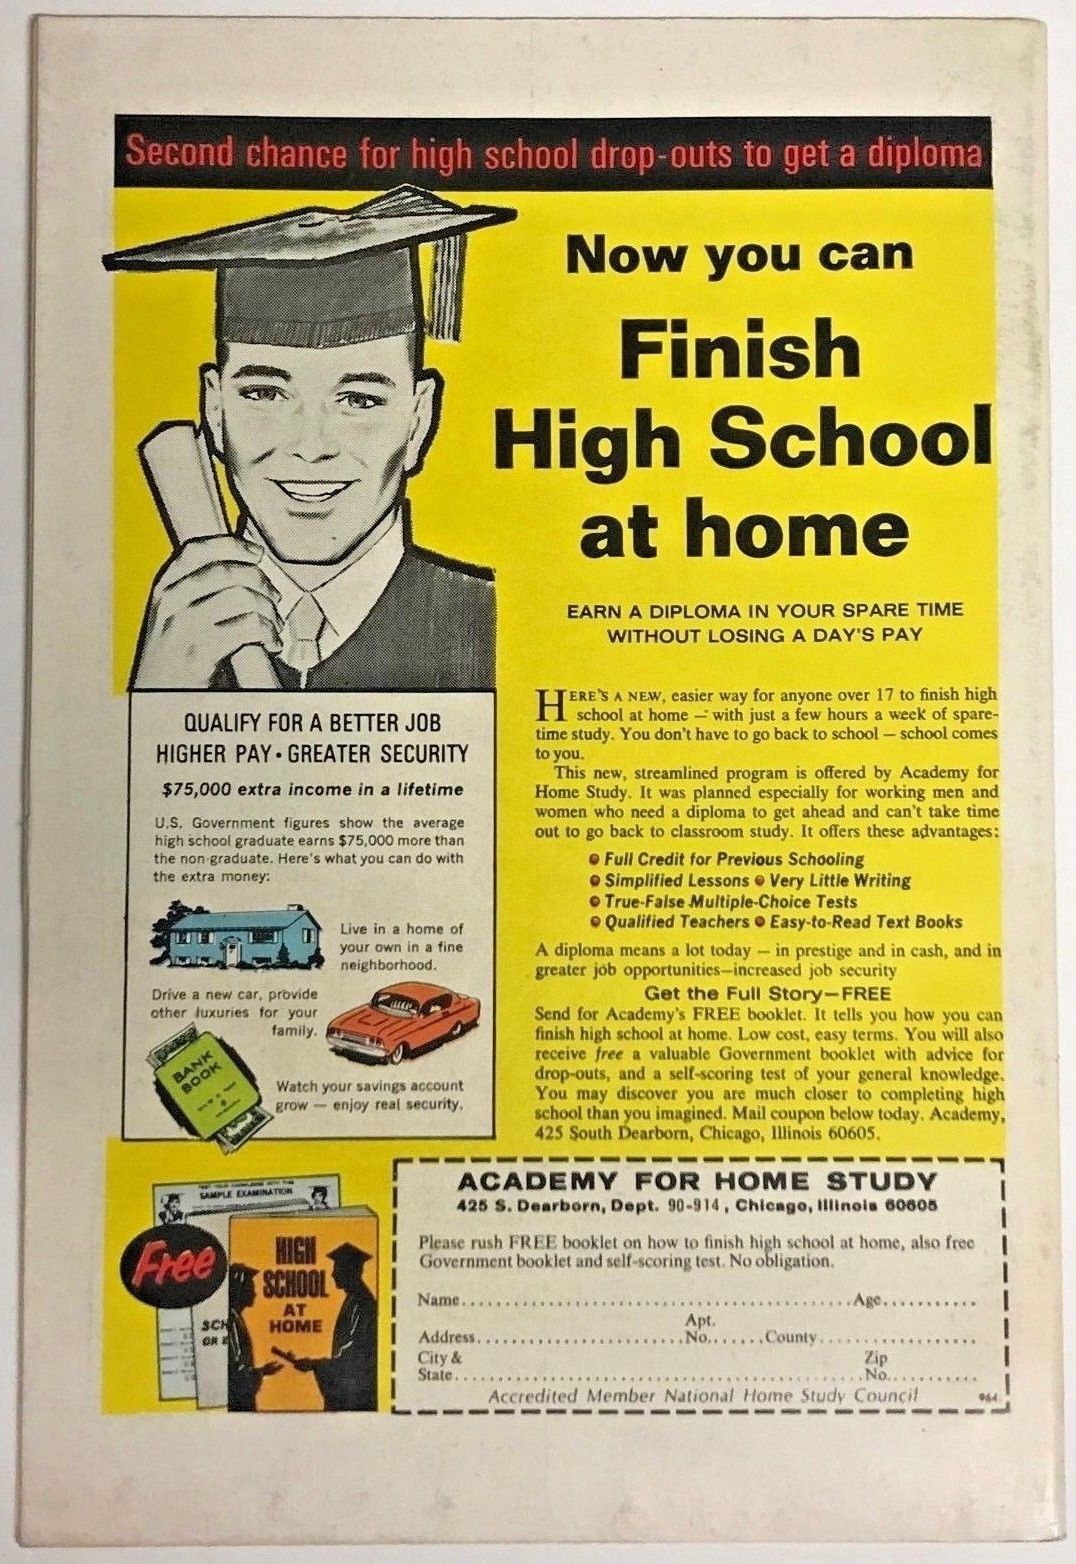 Second chance for high school drop-outs to get a diploma
Now you can
Finish
High School
at home
EARN A DIPLOMA IN YOUR SPARE TIME
WITHOUT LOSING A DAY'S PAY
QUALIFY FOR A BETTER JOB
HIGHER PAY • GREATER SECURITY
$75,000 extra income in a lifetime
U.S. Government figures show the average
high school graduate earns $75,000 more than
the non-graduate. Here's what you can do with
the extra money:
Live in a home of
your own in a fine
neighborhood.
Drive a new car, provide
other luxuries for your
family.
BANK
BOOK
Watch your savings account
grow — enjoy real security.
HERE'S A NEW, easier way for anyone over 17 to finish high
school at home — with just a few hours a week of spare-
time study. You don't have to go back to school — school comes
to you.
This new, streamlined program is offered by Academy for
Home Study. It was planned especially for working men and
women who need a diploma to get ahead and can't take time
out to go back to classroom study. It offers these advantages:
• Full Credit for Previous Schooling
• Simplified Lessons • Very Little Writing
• True-False Multiple-Choice Tests
• Qualified Teachers • Easy-to-Read Text Books
A diploma means a lot today — in prestige and in cash, and in
greater job opportunities—increased job security
Get the Full Story—FREE
Send for Academy's FREE booklet. It tells you how you can
finish high school at home. Low cost, easy terms. You will also
receive free a valuable Government booklet with advice for
drop-outs, and a self-scoring test of your general knowledge.
You may discover you are much closer to completing high
school than you imagined. Mail coupon below today. Academy,
425 South Dearborn, Chicago, Illinois 60605.
SAMPLE EXAMINATION
Free
HIGH
SCHOOL
AT
HOME
SCH
OR
ACADEMY FOR HOME STUDY
425 S. Dearborn, Dept. 90-914, Chicago, Illinois 60605
Please rush FREE booklet on how to finish high school at home, also free
Government booklet and self-scoring test. No obligation.
Name.............................................Age...........
Apt.
Address........................No.......County..................
City & Zip
State..................................................No...........
Accredited Member National Home Study Council 964